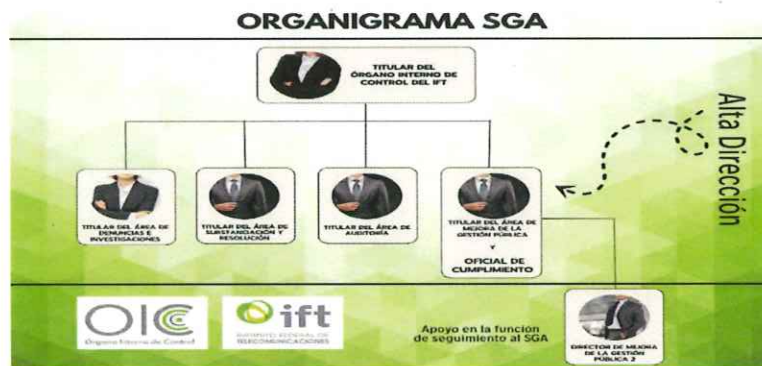 ORGANIGRAMA SGA
TITULAR DEL
ÓRGANO INTERNO DE
CONTROL DEL IFT
Alta Dirección
TITULAR DEL ÁREA DE
DENUNCIAS E
INVESTIGACIONES
TITULAR DEL ÁREA DE
SUBSTANCIACIÓN Y
RESOLUCIÓN
TITULAR DEL ÁREA DE
AUDITORÍA
TITULAR DEL ÁREA DE
MEJORA DE LA
GESTIÓN PÚBLICA
Y
OFICIAL DE
CUMPLIMIENTO
OIC
Órgano Interno de Control
ift
INSTITUTO FEDERAL DE
TELECOMUNICACIONES
Apoyo en la función
de seguimiento al SGA
DIRECTOR DE MEJORA
DE LA GESTIÓN
PÚBLICA 2